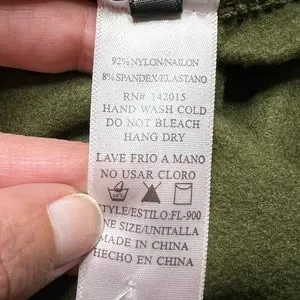 92% NYLON/NAILON
8% SPANDEX/ELASTANO
RN# 142015
HAND WASH COLD
DO NOT BLEACH
HANG DRY
LAVE FRIO A MANO
NO USAR CLORO
STYLE/ESTILO:FL-900
ONE SIZE/UNITALLA
MADE IN CHINA
HECHO EN CHINA